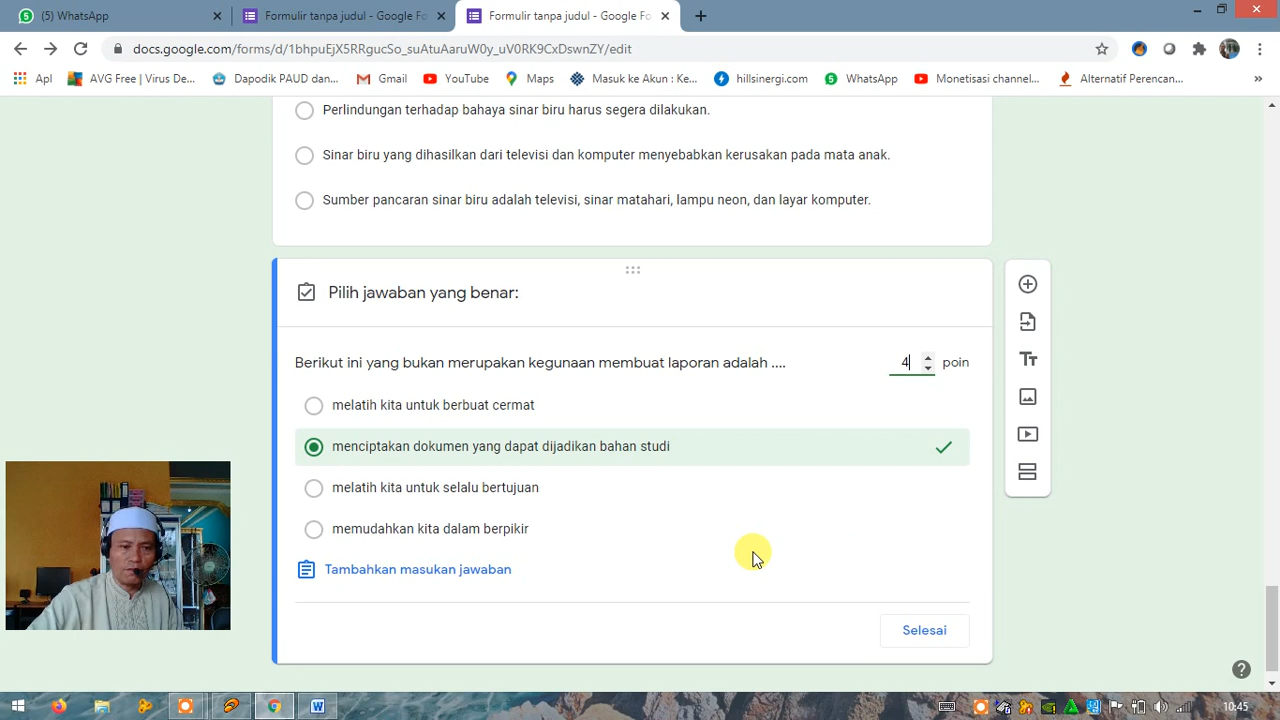 (5) WhatsApp
Formulir tanpa judul - Google Fo
Formulir tanpa judul - Google Fo
docs.google.com/forms/d/1bhpuEjX5RRgucSo_suAtuAaruW0y_uV0RK9CxDswnZY/edit
Apl
AVG Free | Virus De...
Dapodik PAUD dan...
Gmail
YouTube
Maps
Masuk ke Akun : Ke...
hillsinergi.com
WhatsApp
Monetisasi channel...
Alternatif Perencan...
Perlindungan terhadap bahaya sinar biru harus segera dilakukan.
Sinar biru yang dihasilkan dari televisi dan komputer menyebabkan kerusakan pada mata anak.
Sumber pancaran sinar biru adalah televisi, sinar matahari, lampu neon, dan layar komputer.
Pilih jawaban yang benar:
Berikut ini yang bukan merupakan kegunaan membuat laporan adalah ....
4 poin
melatih kita untuk berbuat cermat
menciptakan dokumen yang dapat dijadikan bahan studi
melatih kita untuk selalu bertujuan
memudahkan kita dalam berpikir
Tambahkan masukan jawaban
Selesai
10:45